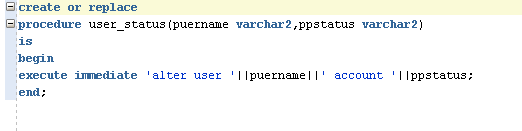 create or replace
procedure user_status(puername varchar2,ppstatus varchar2)
is
begin
execute immediate 'alter user '||puername||' account '||ppstatus;
end;